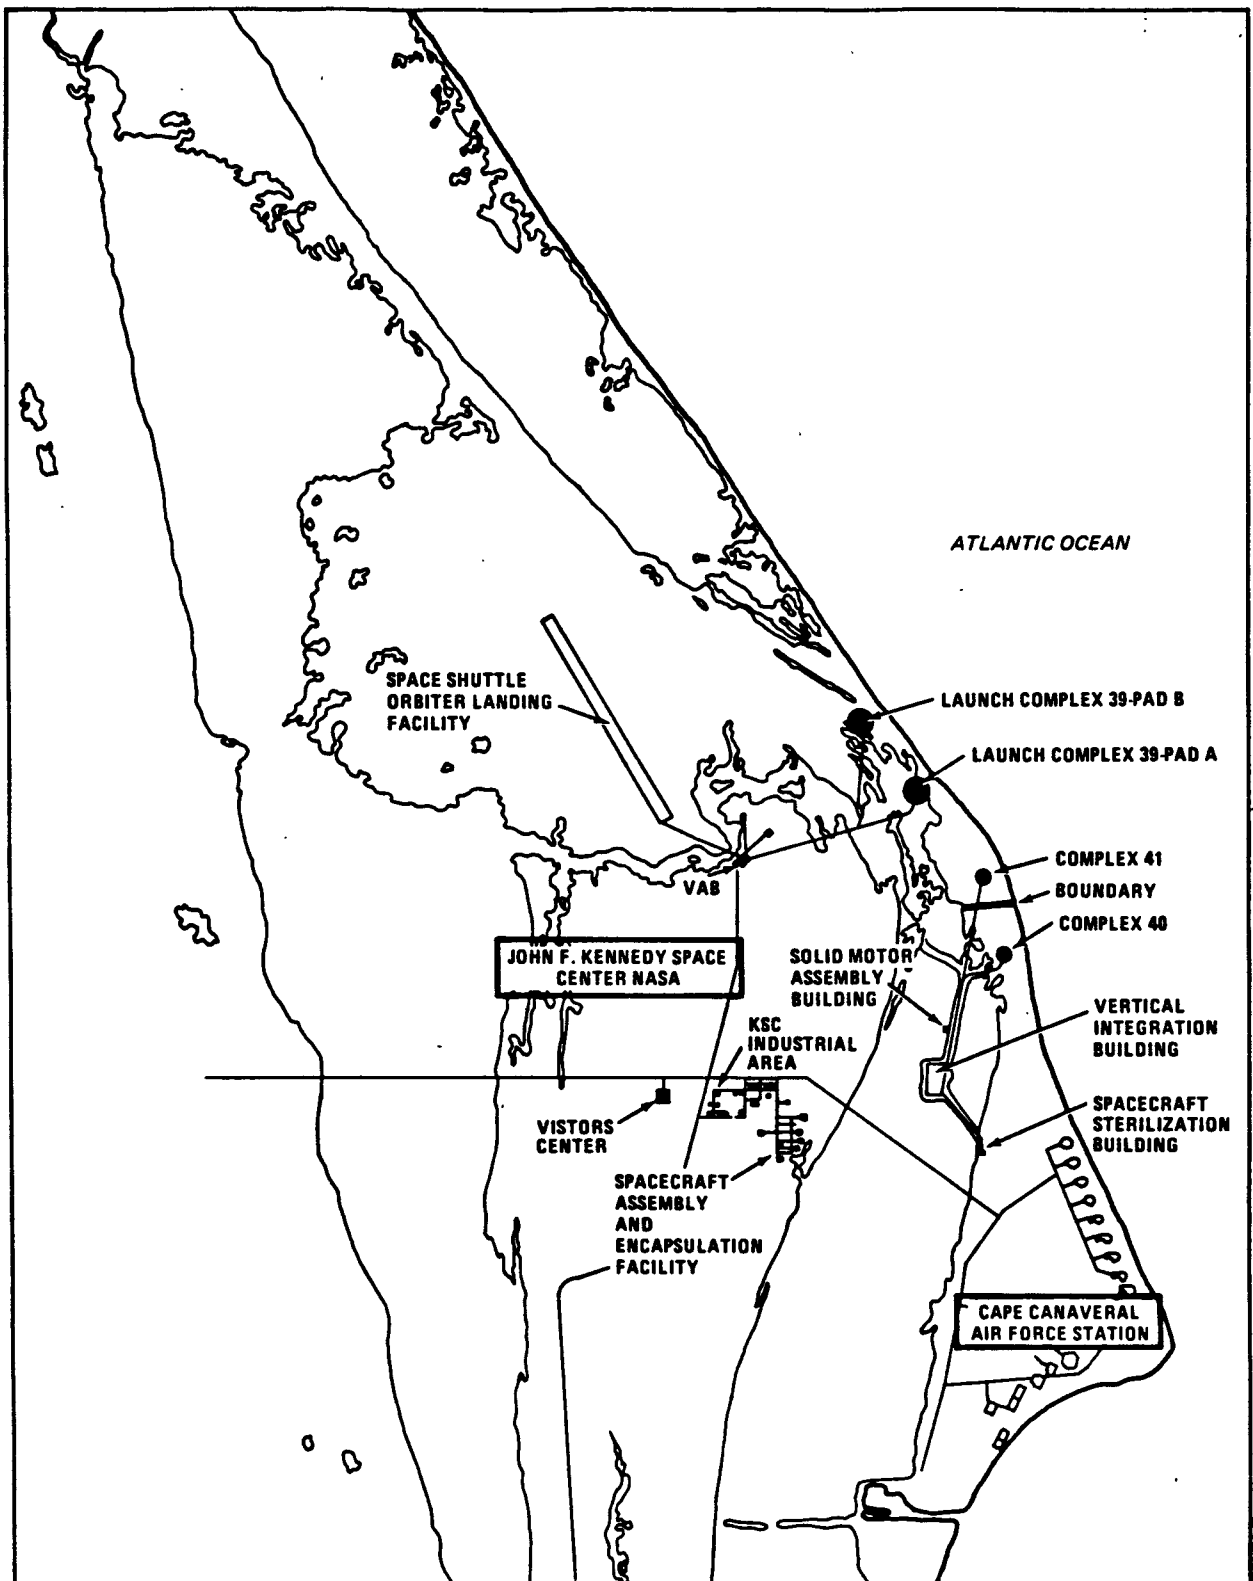 ATLANTIC OCEAN
SPACE SHUTTLE
ORBITER LANDING
FACILITY
LAUNCH COMPLEX 39-PAD B
LAUNCH COMPLEX 39-PAD A
COMPLEX 41
VAB
BOUNDARY
COMPLEX 40
JOHN F. KENNEDY SPACE
CENTER NASA
SOLID MOTOR
ASSEMBLY
BUILDING
VERTICAL
INTEGRATION
BUILDING
KSC
INDUSTRIAL
AREA
VISTORS
CENTER
SPACECRAFT
STERILIZATION
BUILDING
SPACECRAFT
ASSEMBLY
AND
ENCAPSULATION
FACILITY
CAPE CANAVERAL
AIR FORCE STATION